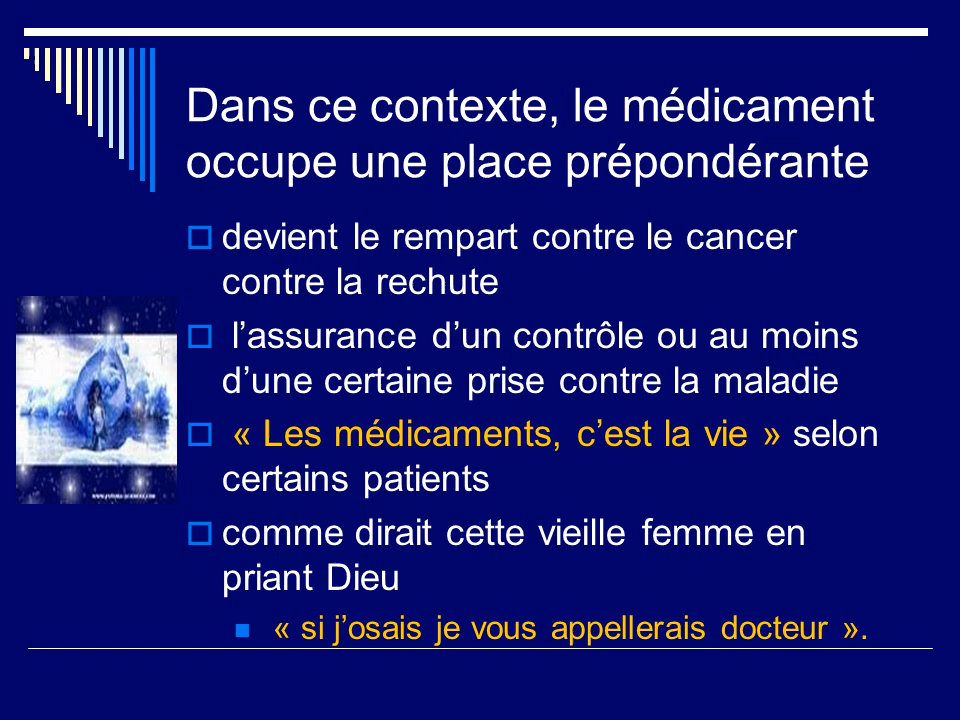 Dans ce contexte, le médicament
occupe une place prépondérante
devient le rempart contre le cancer
contre la rechute
l’assurance d’un contrôle ou au moins
d’une certaine prise contre la maladie
« Les médicaments, c’est la vie » selon
certains patients
comme dirait cette vieille femme en
priant Dieu
« si j’osais je vous appellerais docteur ».